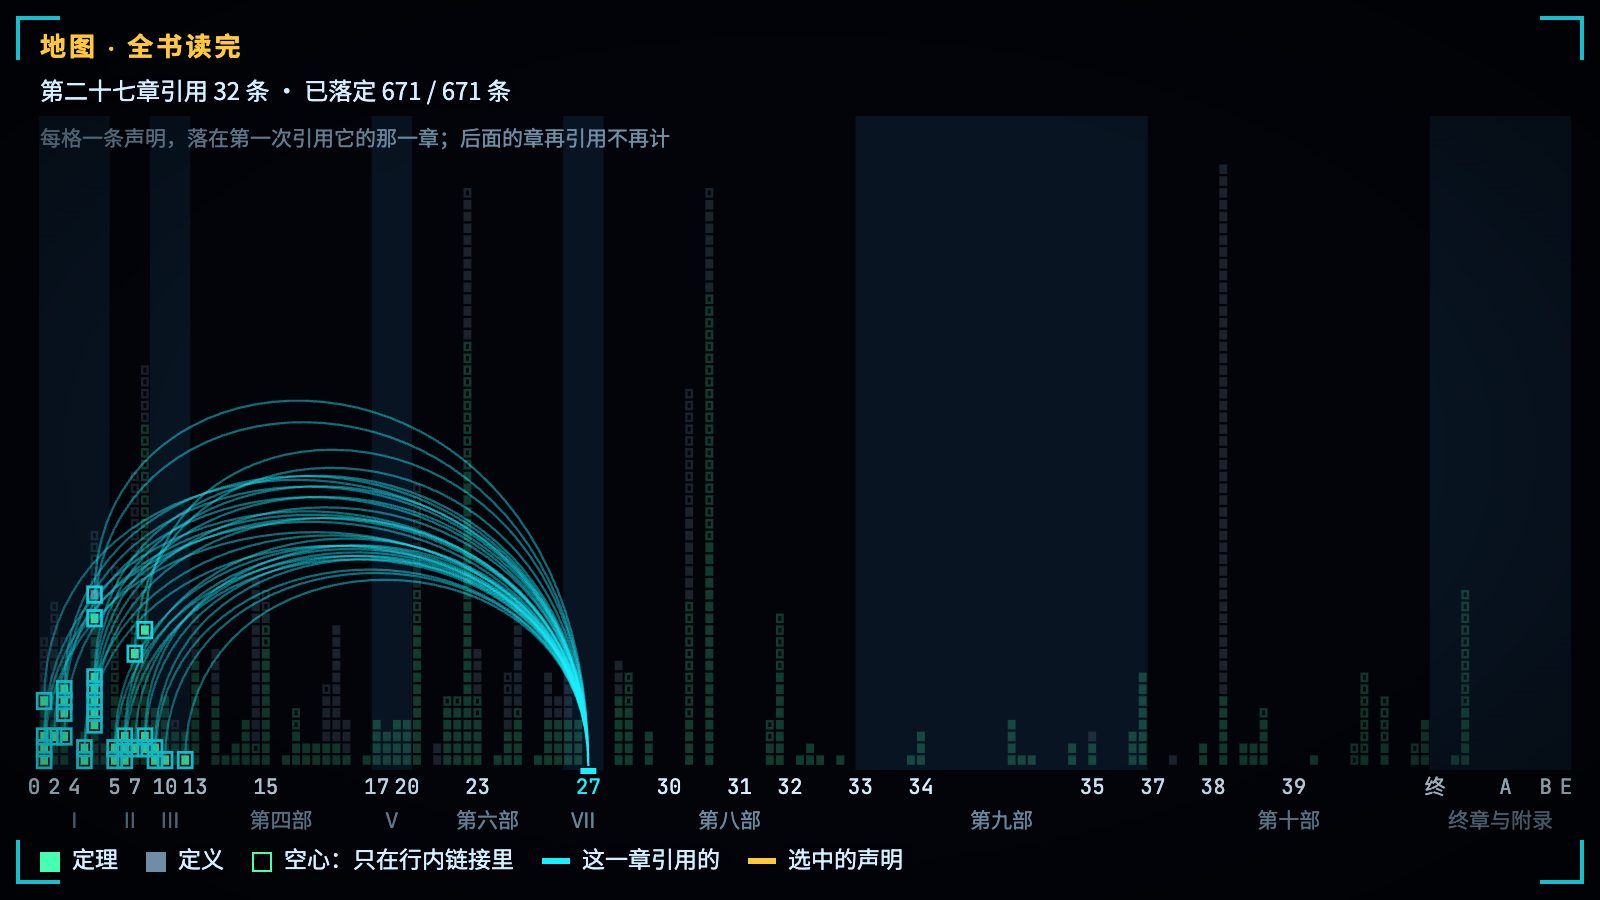 地图 · 全书读完
第二十七章引用 32 条 · 已落定 671 / 671 条
每格一条声明，落在第一次引用它的那一章；后面的章再引用不再计
0 2 4 5 7 10 13 15 17 20 23 27 30 31 32 33 34 35 37 38 39 终 A B E
I II III 第四部 V 第六部 VII 第八部 第九部 第十部 终章与附录
定理 定义 空心：只在行内链接里 这一章引用的 选中的声明